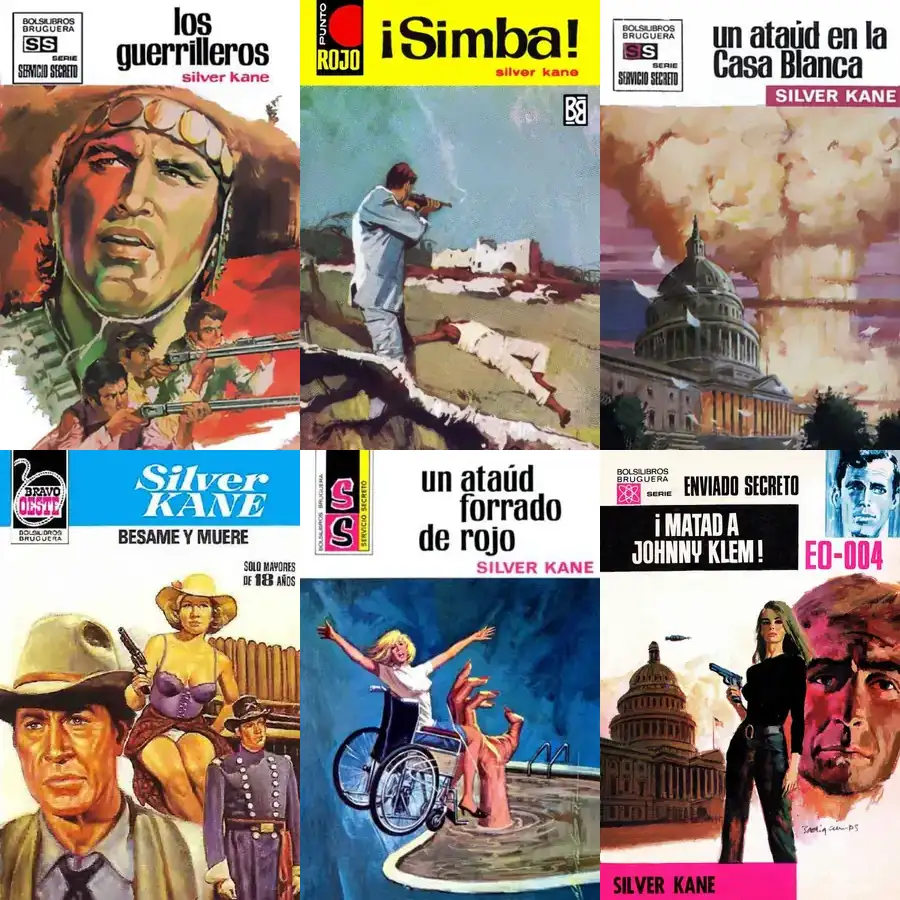 BOLSILIBROS
BRUGUERA
SS
SERIE
SERVICIO SECRETO
los
guerrilleros
silver kane
PUNTO
ROJO
¡Simba!
silver kane
BB
BOLSILIBROS
BRUGUERA
SS
SERIE
SERVICIO SECRETO
un ataúd en la
Casa Blanca
SILVER KANE
BRAVO
OESTE
BOLSILIBROS
BRUGUERA
Silver
KANE
BESAME Y MUERE
SOLO MAYORES
DE 18 AÑOS
BOLSILIBROS BRUGUERA
SS
SERVICIO SECRETO
un ataúd
forrado
de rojo
SILVER KANE
BOLSILIBROS
BRUGUERA
SERIE
ENVIADO SECRETO
¡MATAD A
JOHNNY KLEM!
EO-004
SILVER KANE